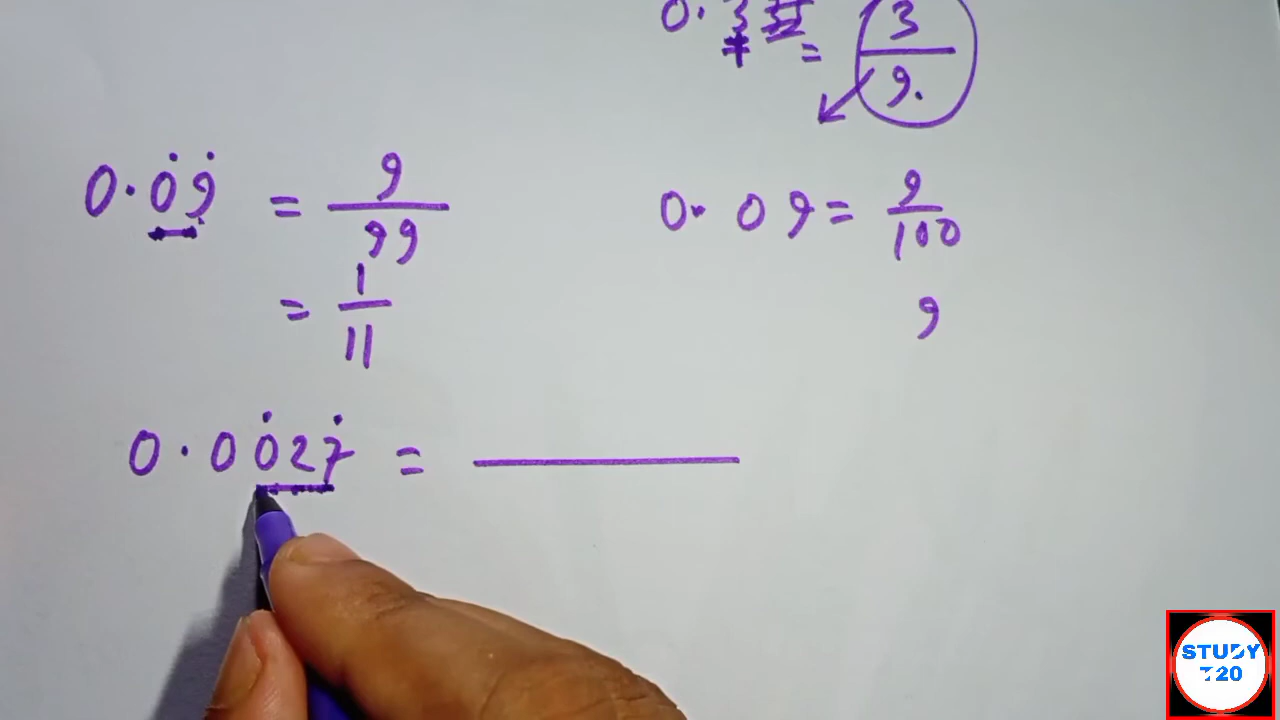 0.3
= 3/9.
0.0̇9̇ = 9/99
0.09 = 9/100
= 1/11
9
0.00̇27̇ =
STUDY
T20